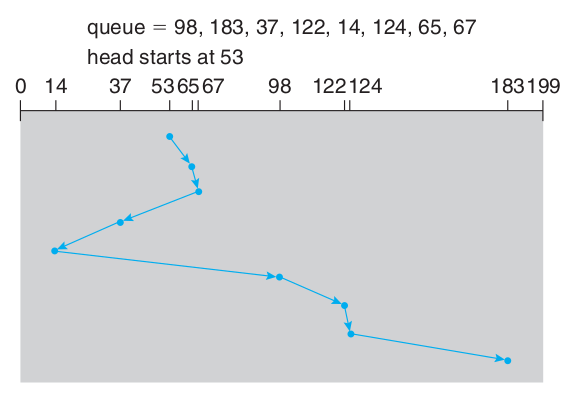 queue = 98, 183, 37, 122, 14, 124, 65, 67
head starts at 53
0 14 37 53 65 67 98 122 124 183 199